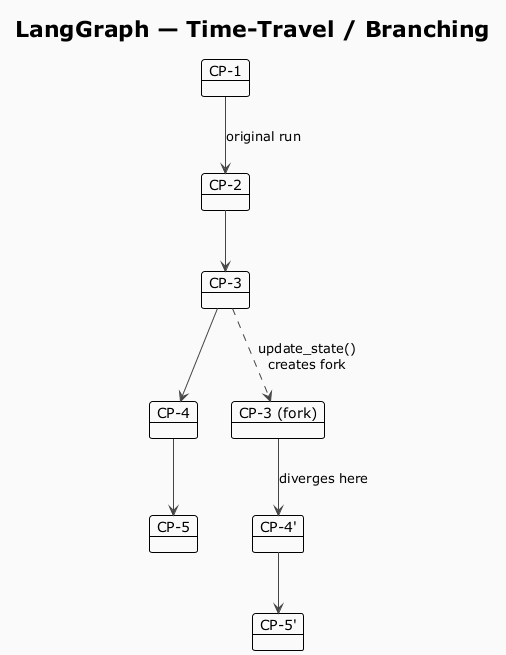 LangGraph — Time-Travel / Branching
CP-1
original run
CP-2
CP-3
update_state()
creates fork
CP-4
CP-3 (fork)
diverges here
CP-5
CP-4'
CP-5'